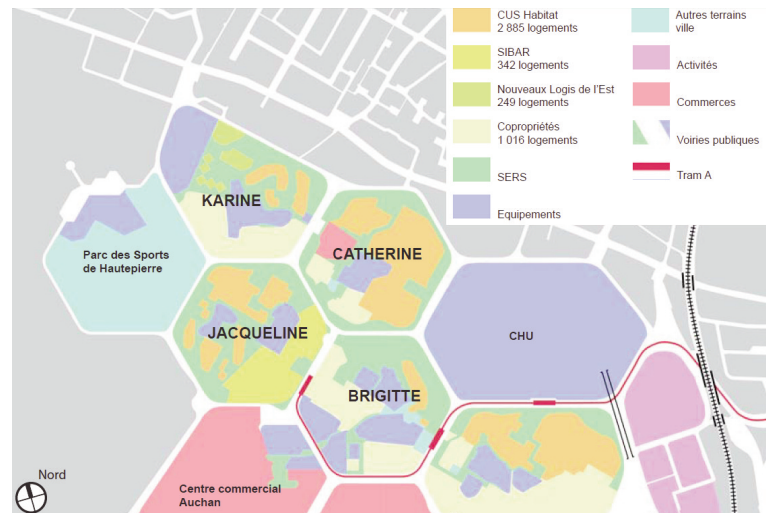 CUS Habitat
2 885 logements
SIBAR
342 logements
Nouveaux Logis de l'Est
249 logements
Copropriétés
1 016 logements
SERS
Equipements
Autres terrains
ville
Activités
Commerces
Voiries publiques
Tram A
KARINE
CATHERINE
Parc des Sports
de Hautepierre
JACQUELINE
CHU
BRIGITTE
Nord
Centre commercial
Auchan